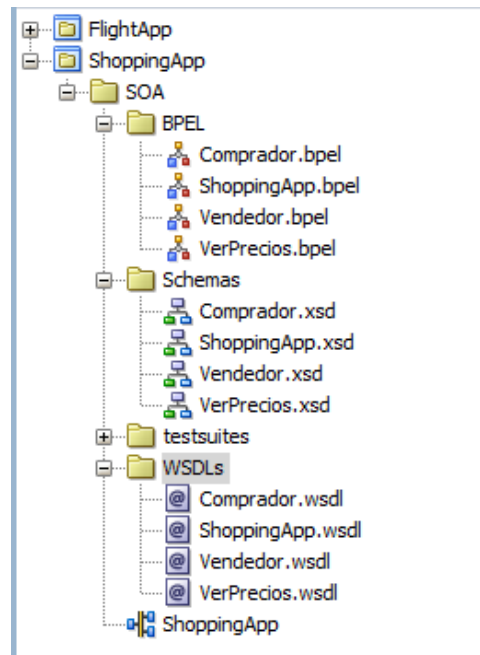 FlightApp
ShoppingApp
SOA
BPEL
Comprador.bpel
ShoppingApp.bpel
Vendedor.bpel
VerPrecios.bpel
Schemas
Comprador.xsd
ShoppingApp.xsd
Vendedor.xsd
VerPrecios.xsd
testsuites
WSDLs
Comprador.wsdl
ShoppingApp.wsdl
Vendedor.wsdl
VerPrecios.wsdl
ShoppingApp